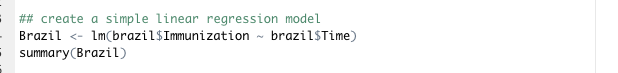 ## create a simple linear regression model
Brazil <- lm(brazil$Immunization ~ brazil$Time)
summary(Brazil)